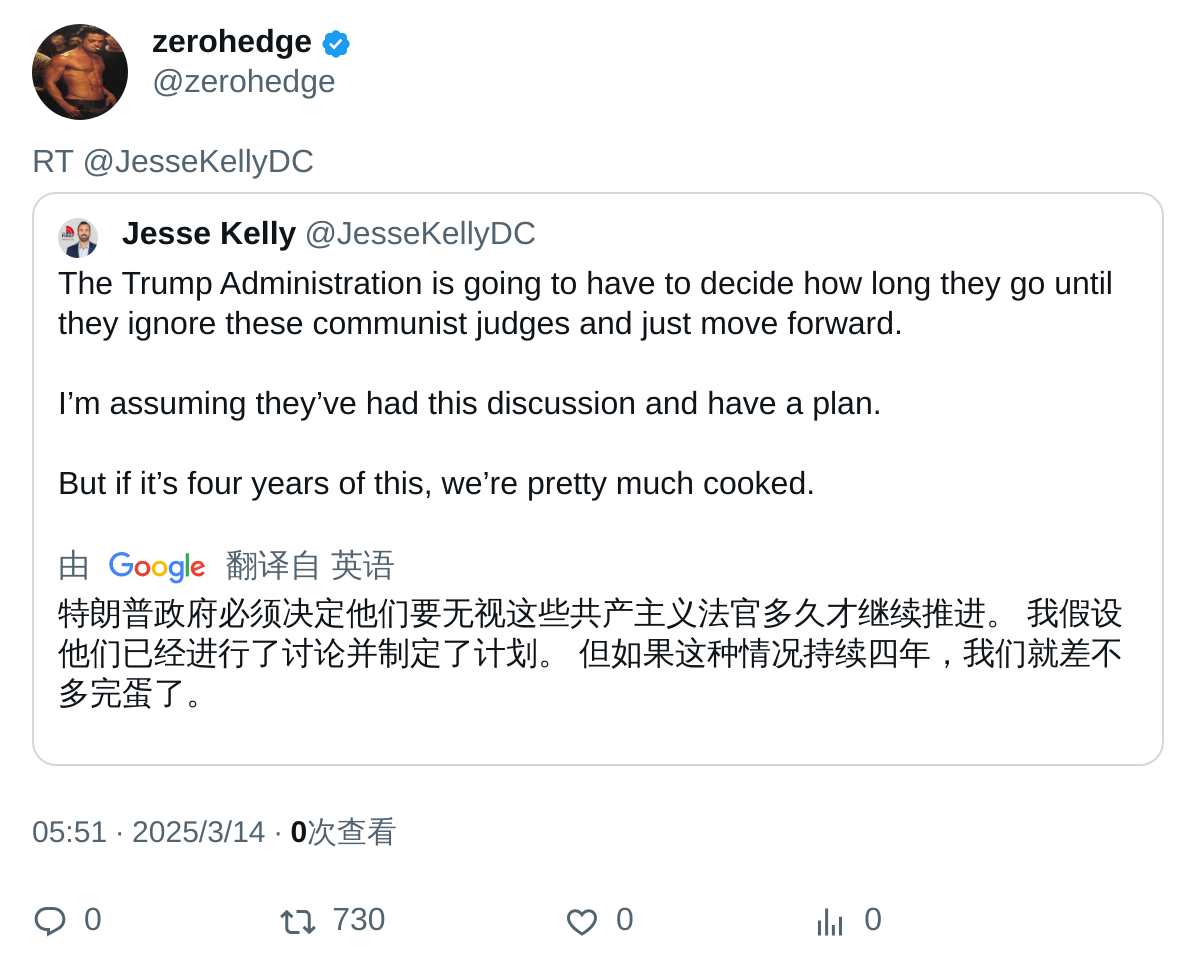 zerohedge
@zerohedge
RT @JesseKellyDC
Jesse Kelly @JesseKellyDC
The Trump Administration is going to have to decide how long they go until
they ignore these communist judges and just move forward.
I’m assuming they’ve had this discussion and have a plan.
But if it’s four years of this, we’re pretty much cooked.
由 Google 翻译自 英语
特朗普政府必须决定他们要无视这些共产主义法官多久才继续推进。 我假设
他们已经进行了讨论并制定了计划。 但如果这种情况持续四年，我们就差不
多完蛋了。
05:51 · 2025/3/14 · 0次查看
0 730 0 0